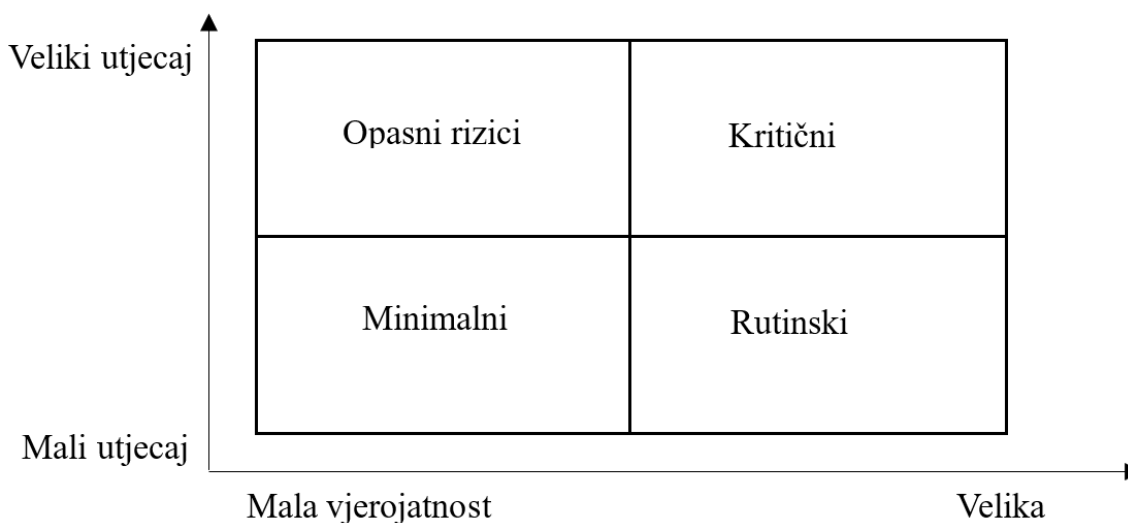 Veliki utjecaj
Opasni rizici
Kritični
Minimalni
Rutinski
Mali utjecaj
Mala vjerojatnost
Velika